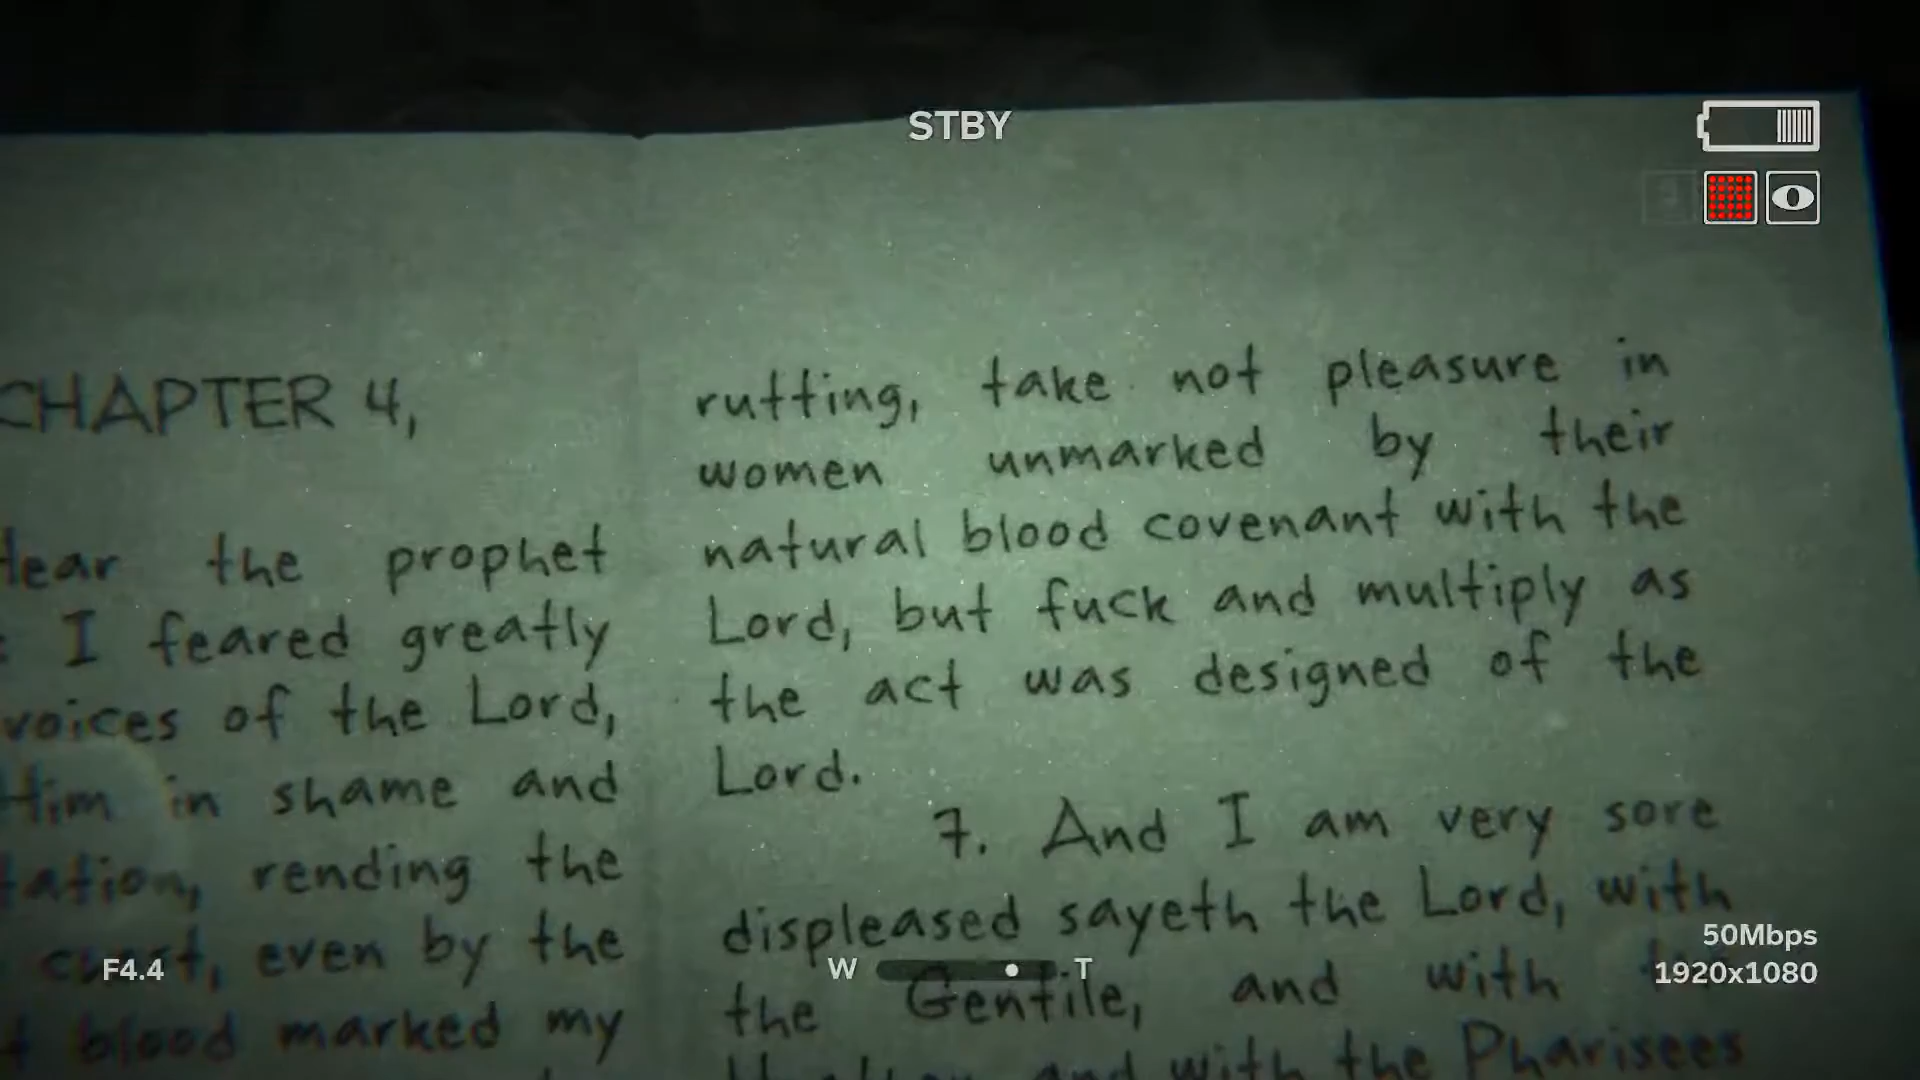 STBY
CHAPTER 4,
the prophet
I feared greatly
voices of the Lord,
Him in shame and
rending the
even by the
blood marked my
rutting, take not pleasure in
women unmarked by their
natural blood covenant with the
Lord, but fuck and multiply as
the act was designed of the
Lord.
7. And I am very sore
displeased sayeth the Lord, with
the Gentile, and with
and with the Pharisees
F4.4
W T
50Mbps
1920x1080